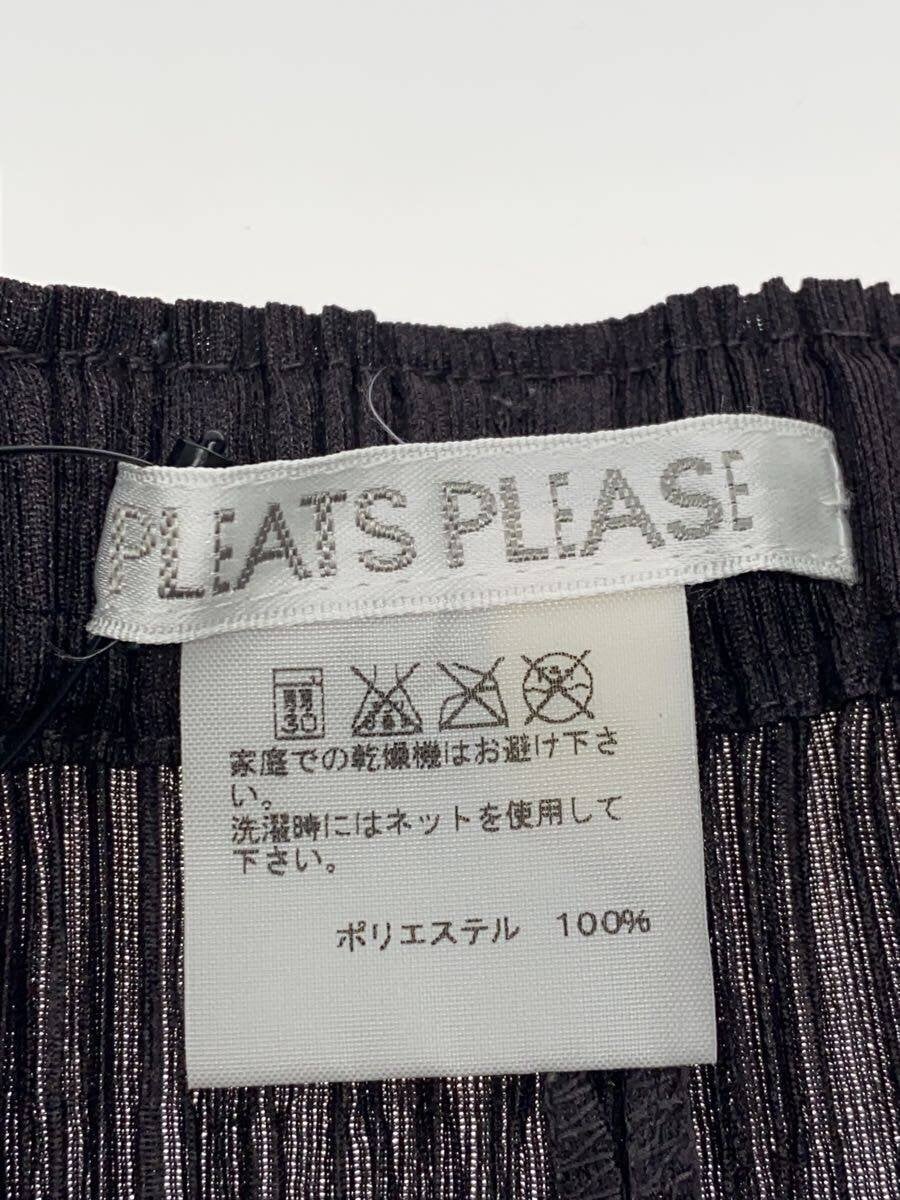 PLEATS PLEASE
30
家庭での乾燥機はお避け下さ
い。
洗濯時にはネットを使用して
下さい。
ポリエステル 100%